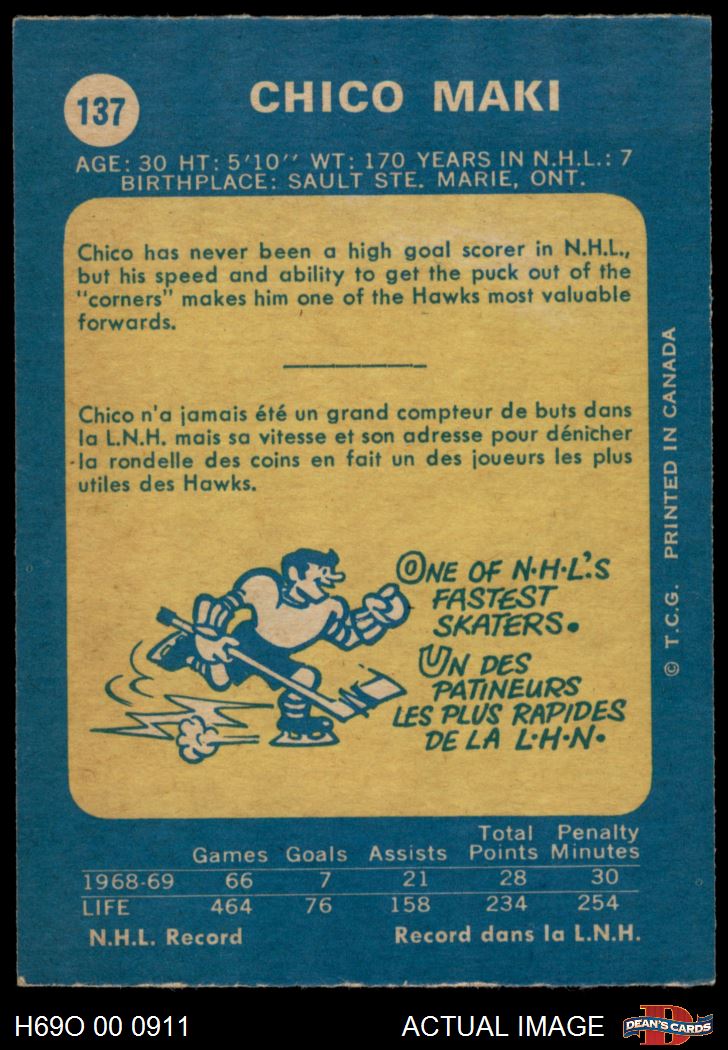 137
CHICO MAKI
AGE: 30 HT: 5'10'' WT: 170 YEARS IN N.H.L.: 7
BIRTHPLACE: SAULT STE. MARIE, ONT.
Chico has never been a high goal scorer in N.H.L.,
but his speed and ability to get the puck out of the
"corners" makes him one of the Hawks most valuable
forwards.
Chico n'a jamais été un grand compteur de buts dans
la L.N.H. mais sa vitesse et son adresse pour dénicher
la rondelle des coins en fait un des joueurs les plus
utiles des Hawks.
ONE OF N·H·L'S
FASTEST
SKATERS.
UN DES
PATINEURS
LES PLUS RAPIDES
DE LA L·H·N·
© T.C.G. PRINTED IN CANADA
Total Penalty
Games Goals Assists Points Minutes
1968-69 66 7 21 28 30
LIFE 464 76 158 234 254
N.H.L. Record Record dans la L.N.H.
H69O 00 0911 ACTUAL IMAGE
D
DEAN'S CARDS